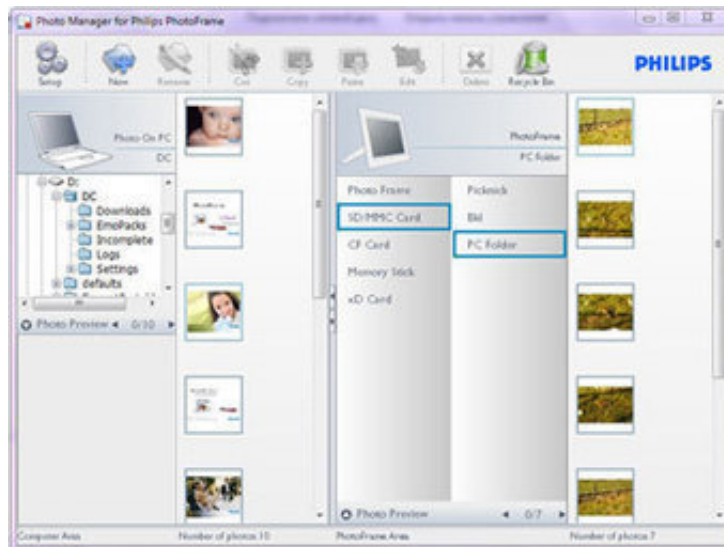 Photo Manager for Philips PhotoFrame
Setup New Rename Cut Copy Paste Edit Delete Recycle Bin
PHILIPS
Photo On PC
DC
PhotoFrame
PC Folder
D:
DC
Downloads
EmoPacks
Incomplete
Logs
Settings
defaults
Photo Preview 0/10
Photo Frame
SD/MMC Card
CF Card
Memory Stick
xD Card
Picknick
Bkl
PC Folder
Photo Preview 0/7
Computer Area
Number of photos 10
PhotoFrame Area
Number of photos 7